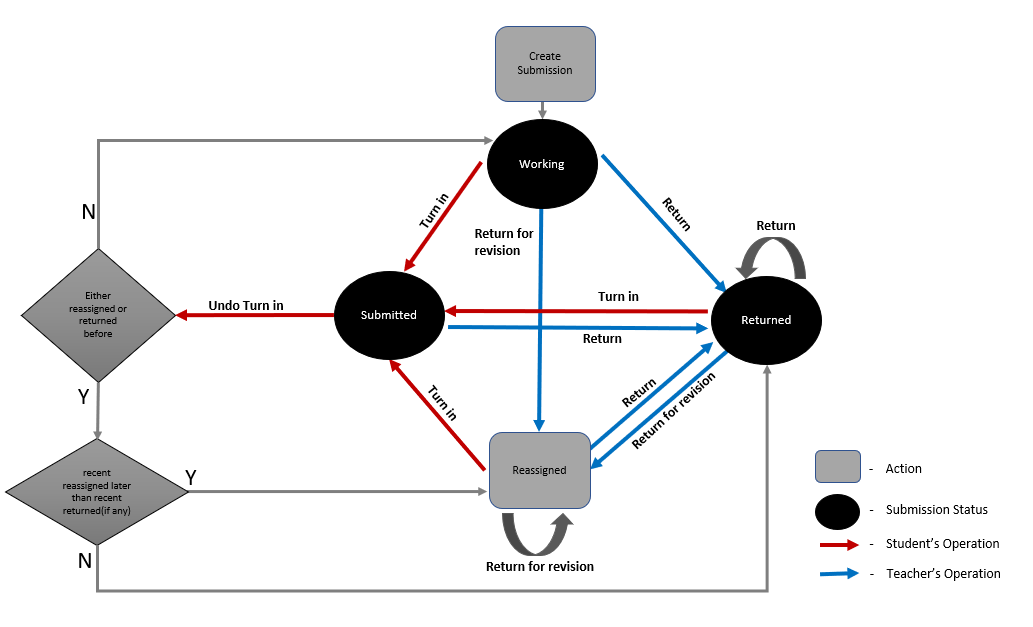 Create
Submission
Working
N
Turn in
Return for
revision
Return
Return
Either
reassigned or
returned
before
Undo Turn in
Submitted
Turn in
Return
Returned
Y
Turn in
Return
Return for revision
recent
reassigned later
than recent
returned(if any)
Y
Reassigned
N
Return for revision
- Action
- Submission Status
- Student's Operation
- Teacher's Operation